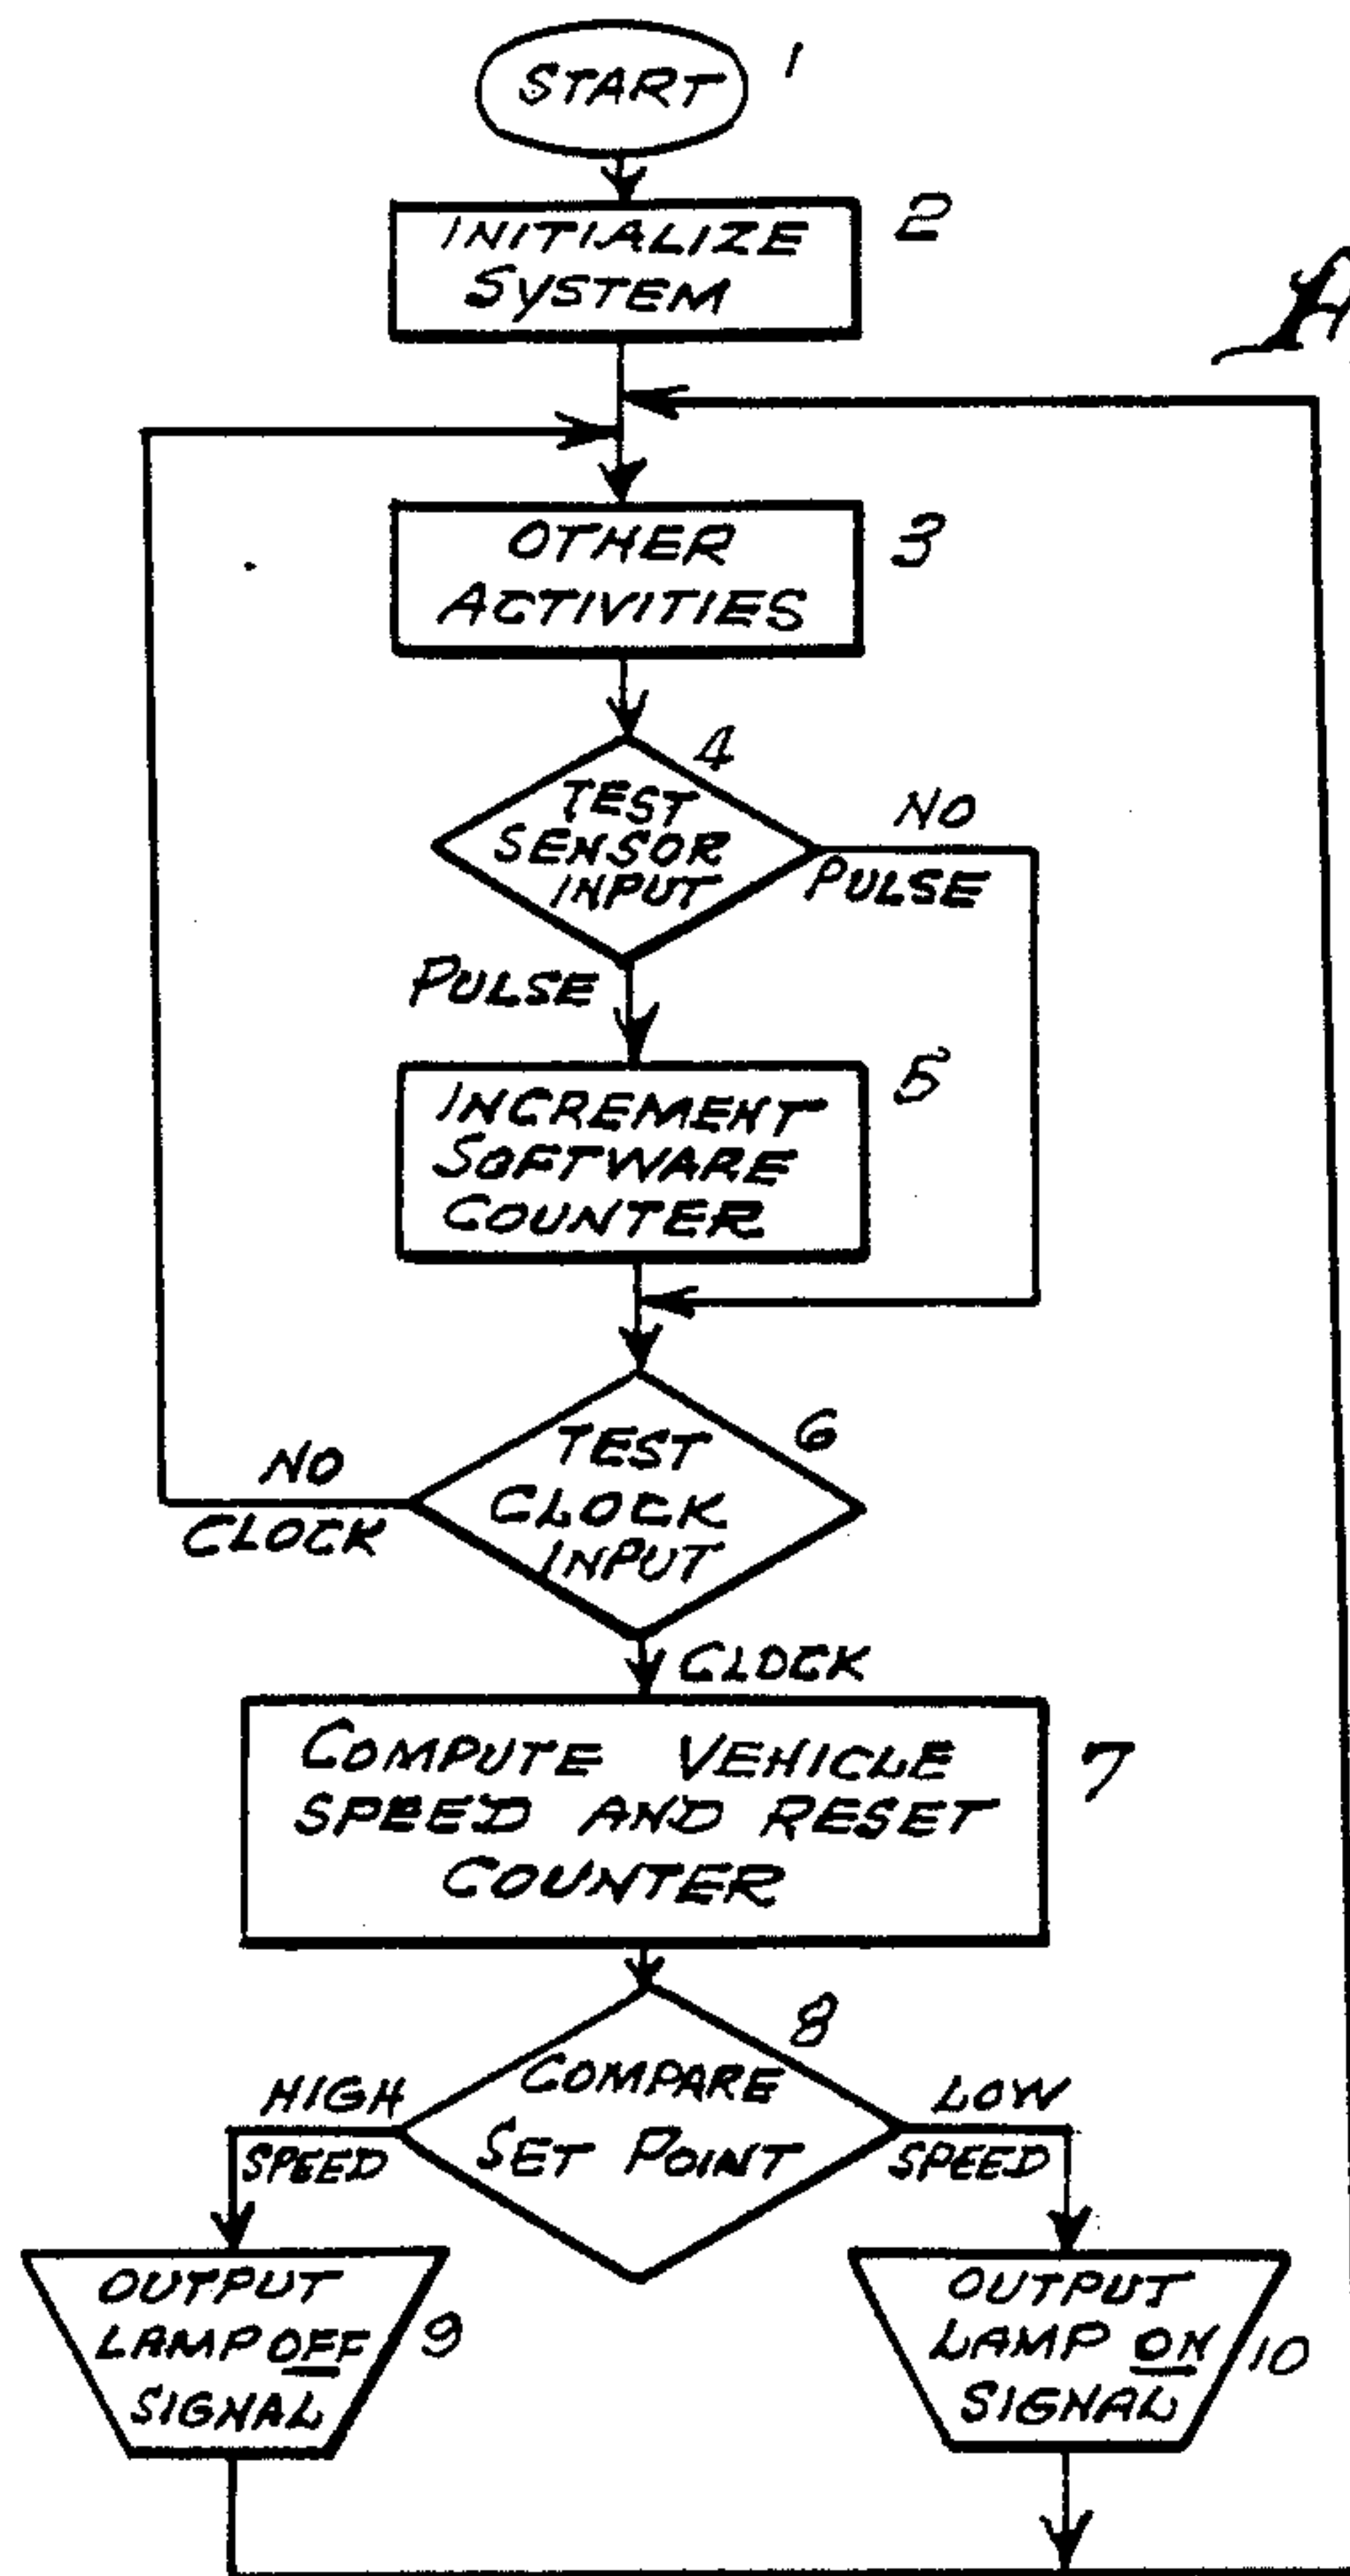 START 1
INITIALIZE 2
SYSTEM
OTHER 3
ACTIVITIES
4
TEST
SENSOR
INPUT
NO
PULSE
PULSE
INCREMENT 5
SOFTWARE
COUNTER
6
TEST
CLOCK
INPUT
NO
CLOCK
CLOCK
COMPUTE VEHICLE 7
SPEED AND RESET
COUNTER
8
COMPARE
SET POINT
HIGH
SPEED
LOW
SPEED
OUTPUT
LAMP OFF 9
SIGNAL
OUTPUT
LAMP ON 10
SIGNAL